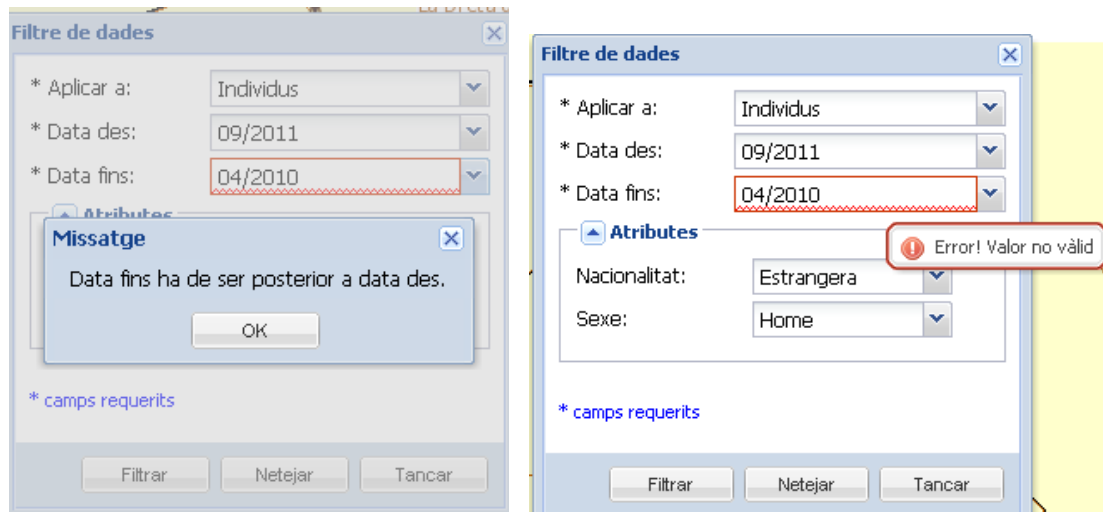 Filtre de dades
* Aplicar a: Individus
* Data des: 09/2011
* Data fins: 04/2010
Atributes
Missatge
Data fins ha de ser posterior a data des.
OK
* camps requerits
Filtrar Netejar Tancar
Filtre de dades
* Aplicar a: Individus
* Data des: 09/2011
* Data fins: 04/2010
Atributes
Error! Valor no vàlid
Nacionalitat: Estrangera
Sexe: Home
* camps requerits
Filtrar Netejar Tancar